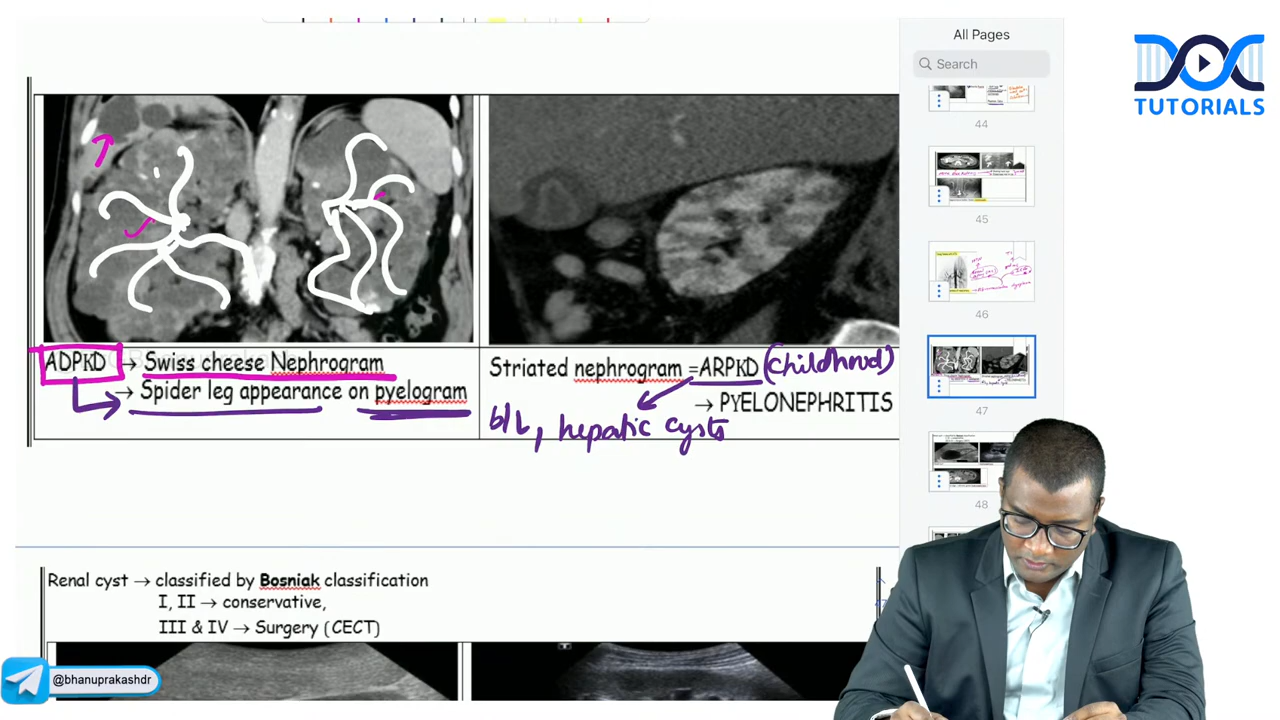 All Pages
Search
DOC
TUTORIALS
44
45
46
47
48
ADPKD → Swiss cheese Nephrogram
→ Spider leg appearance on pyelogram
Striated nephrogram =ARPKD (childhood)
→ PYELONEPHRITIS
b/L, hepatic cysts
Renal cyst → classified by Bosniak classification
I, II → conservative,
III & IV → Surgery (CECT)
@bhanuprakashdr